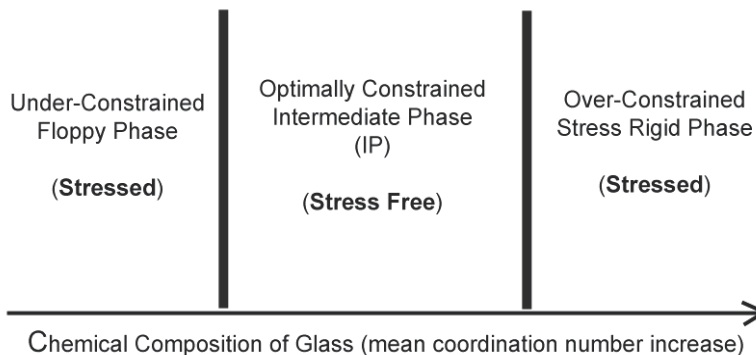 Under-Constrained
Floppy Phase
(Stressed)
Optimally Constrained
Intermediate Phase
(IP)
(Stress Free)
Over-Constrained
Stress Rigid Phase
(Stressed)
Chemical Composition of Glass (mean coordination number increase)